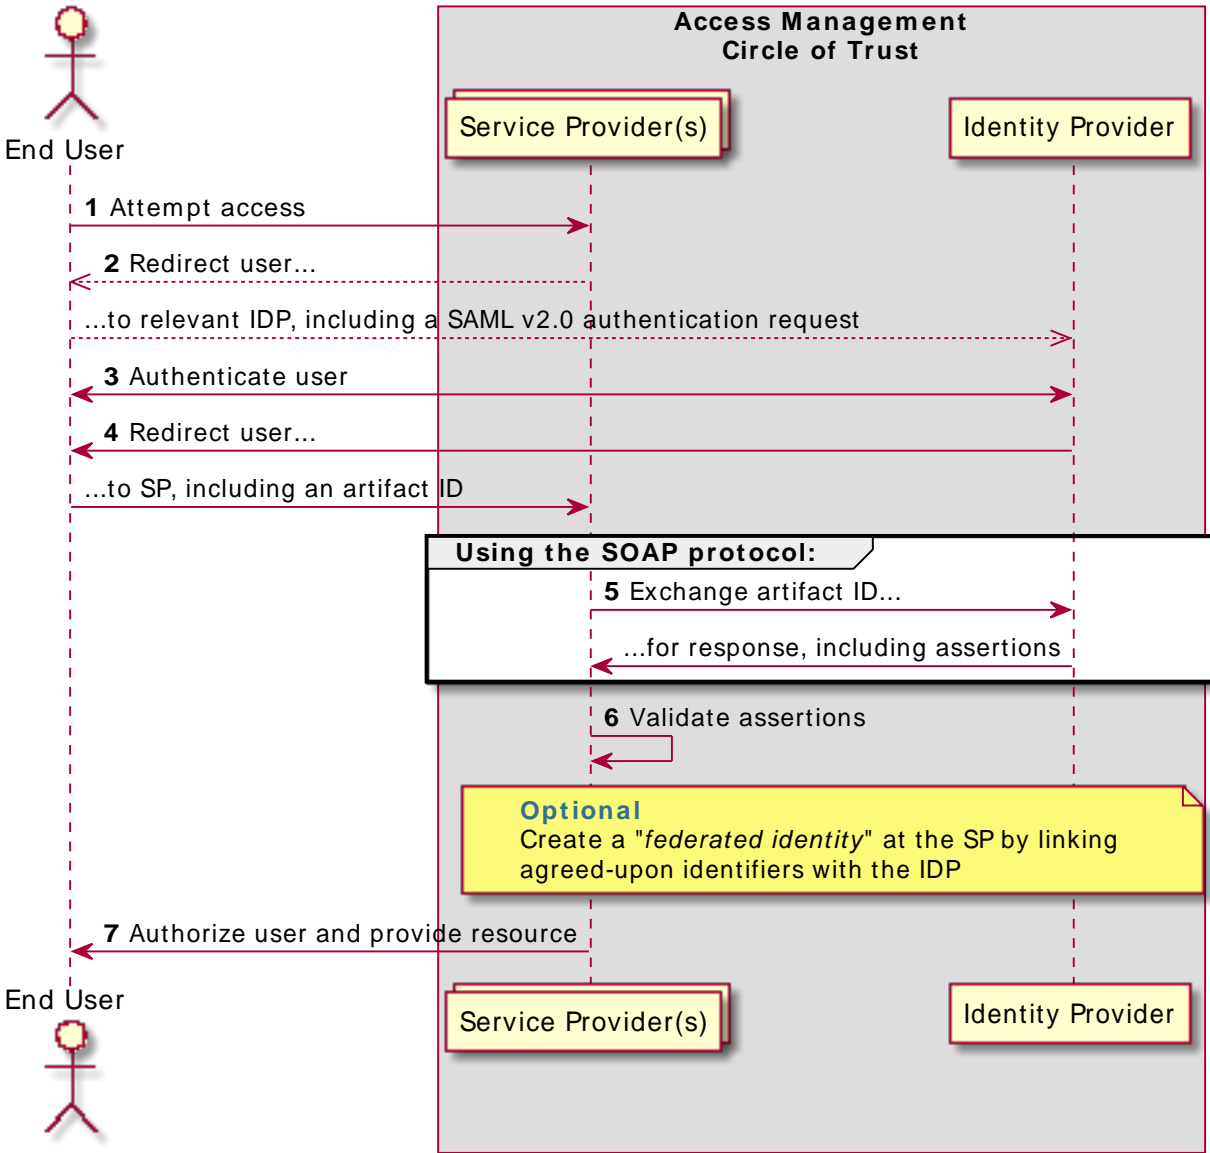 Access Management
Circle of Trust
Service Provider(s)
Identity Provider
End User
1 Attempt access
2 Redirect user...
...to relevant IDP, including a SAML v2.0 authentication request
3 Authenticate user
4 Redirect user...
...to SP, including an artifact ID
Using the SOAP protocol:
5 Exchange artifact ID...
...for response, including assertions
6 Validate assertions
Optional
Create a "federated identity" at the SP by linking
agreed-upon identifiers with the IDP
7 Authorize user and provide resource
End User
Service Provider(s)
Identity Provider